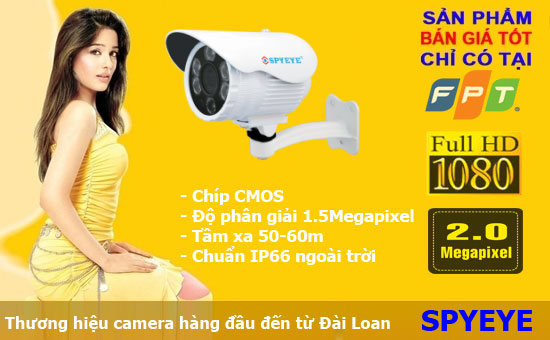 SẢN PHẨM
BÁN GIÁ TỐT
CHỈ CÓ TẠI
FPT
SPYEYE
Full HD
1080
- Chíp CMOS
- Độ phân giải 1.5Megapixel
- Tầm xa 50-60m
- Chuẩn IP66 ngoài trời
2.0
Megapixel
Thương hiệu camera hàng đầu đến từ Đài Loan
SPYEYE